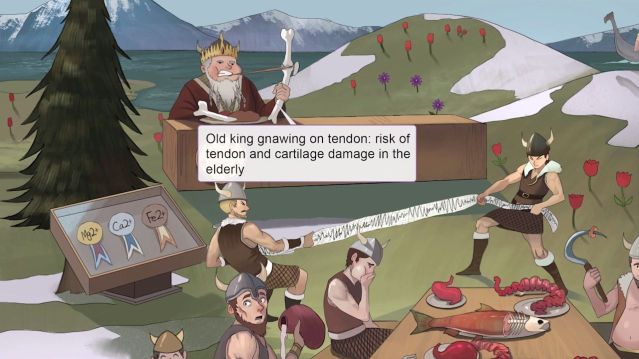 Old king gnawing on tendon: risk of
tendon and cartilage damage in the
elderly
Mg2+
Ca2+
Fe2+